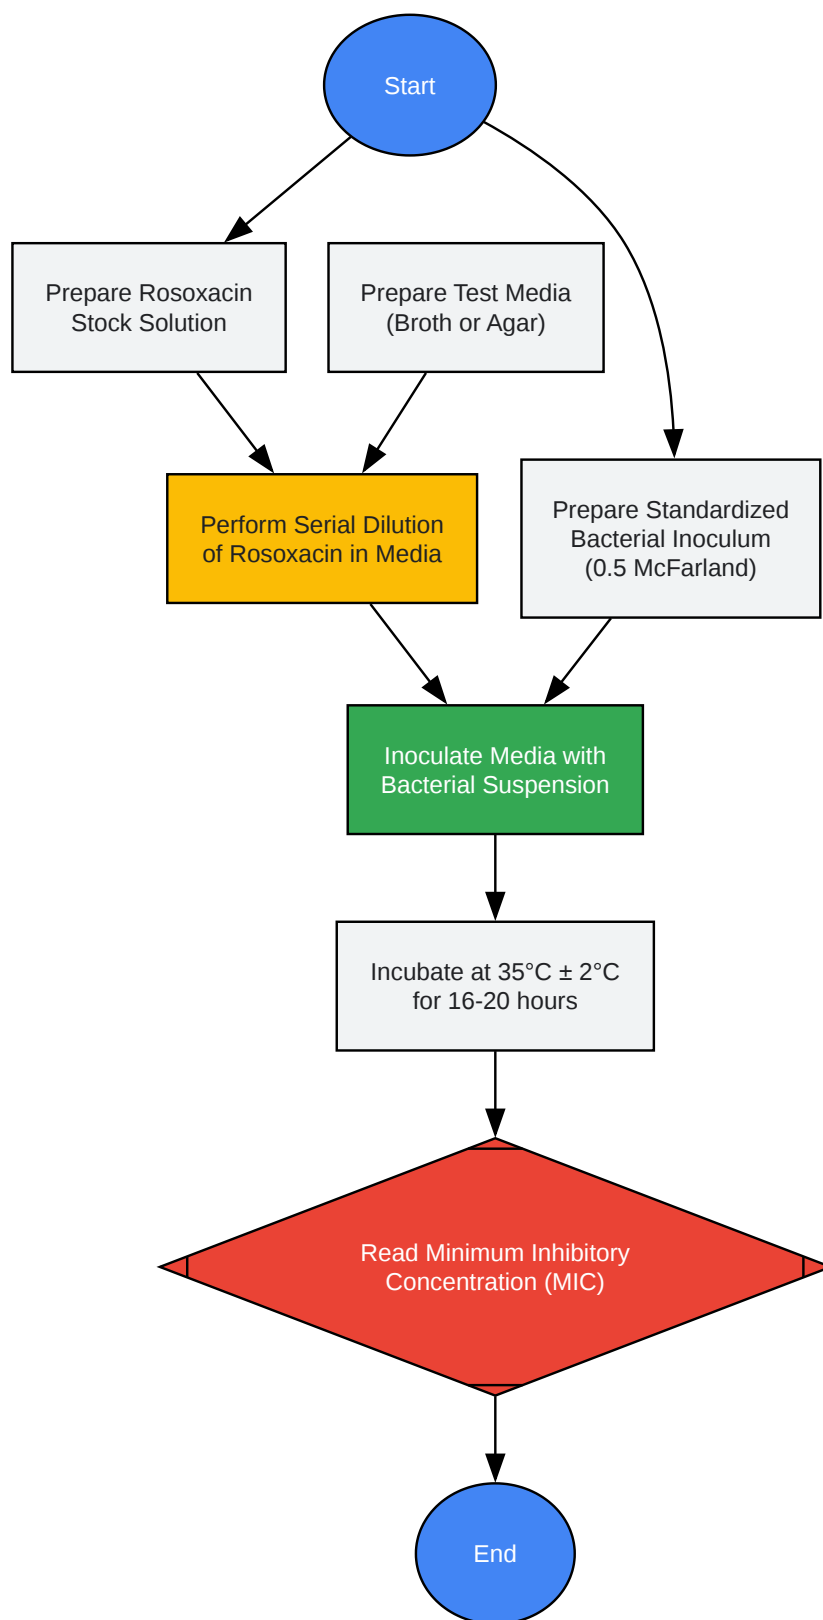 Start
Prepare Rosoxacin
Stock Solution
Prepare Test Media
(Broth or Agar)
Perform Serial Dilution
of Rosoxacin in Media
Prepare Standardized
Bacterial Inoculum
(0.5 McFarland)
Inoculate Media with
Bacterial Suspension
Incubate at 35°C ± 2°C
for 16-20 hours
Read Minimum Inhibitory
Concentration (MIC)
End